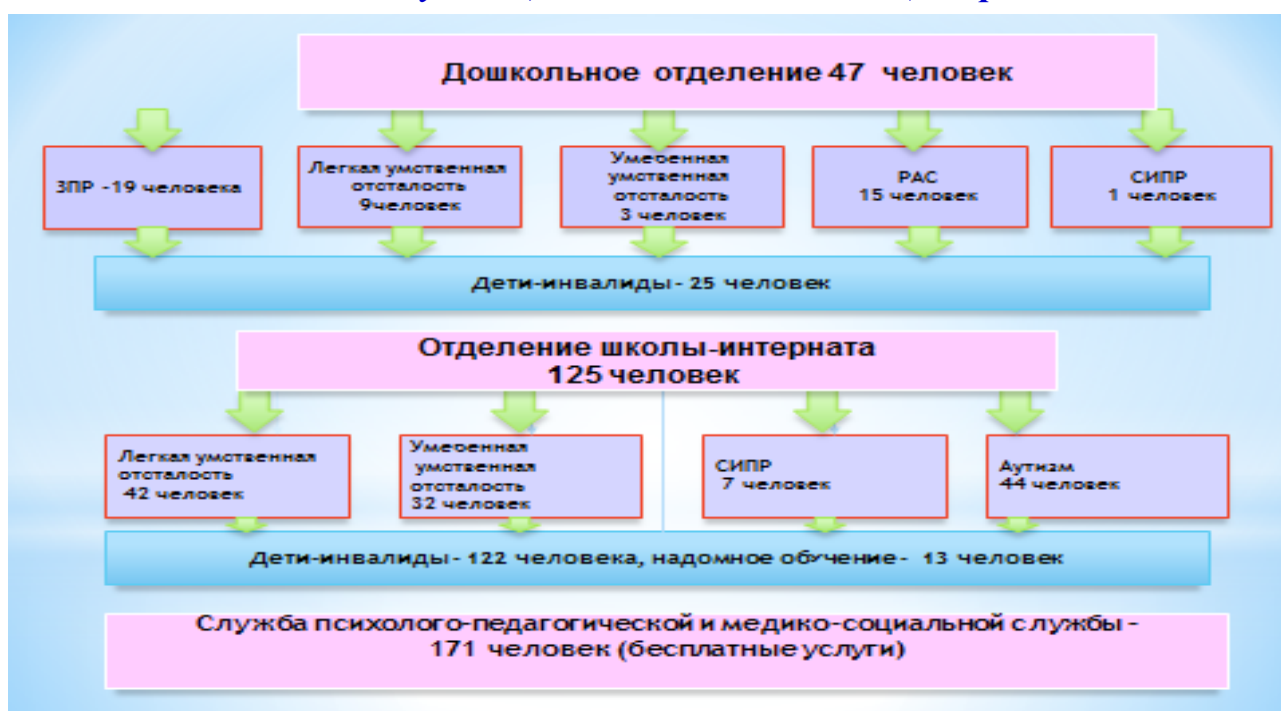 Дошкольное отделение 47 человек
ЗПР -19 человека
Легкая умственная
отсталость
9человек
Умеренная
умственная
отсталость
3 человек
РАС
15 человек
СИПР
1 человек
Дети-инвалиды- 25 человек
Отделение школы-интерната
125 человек
Легкая умственная
отсталость
42 человек
Умеренная
умственная
отсталость
32 человек
СИПР
7 человек
Аутизм
44 человек
Дети-инвалиды- 122 человека, надомное обучение- 13 человек
Служба психолого-педагогической и медико-социальной службы -
171 человек (бесплатные услуги)